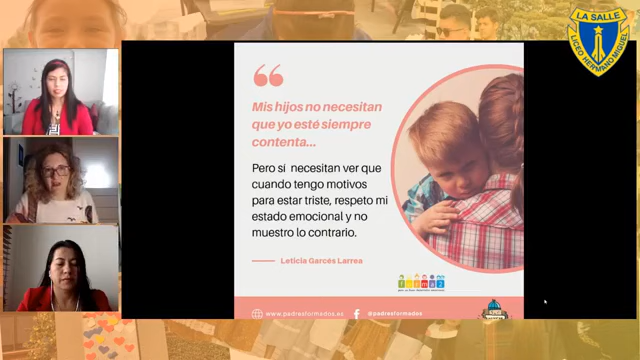 LA SALLE
LICEO HERMANO MIGUEL
Mis hijos no necesitan
que yo esté siempre
contenta...
Pero sí necesitan ver que
cuando tengo motivos
para estar triste, respeto mi
estado emocional y no
muestro lo contrario.
Leticia Garcés Larrea
www.padresformados.es
@padresformados